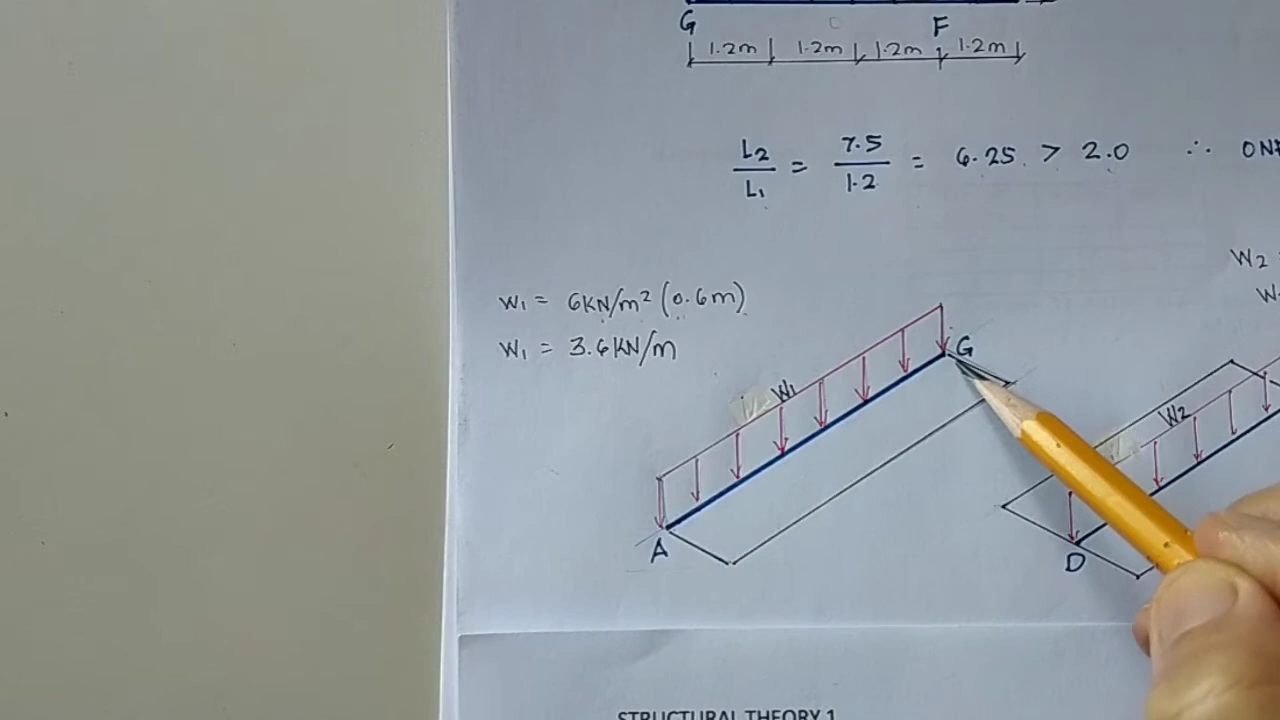 G F
1.2m 1.2m 1.2m 1.2m
L2 / L1 = 7.5 / 1.2 = 6.25 > 2.0 ∴
W2
W1 = 6KN/m² (0.6m)
W1 = 3.6KN/m
G
W1
W2
A
D
STRUCTURAL THEORY 1